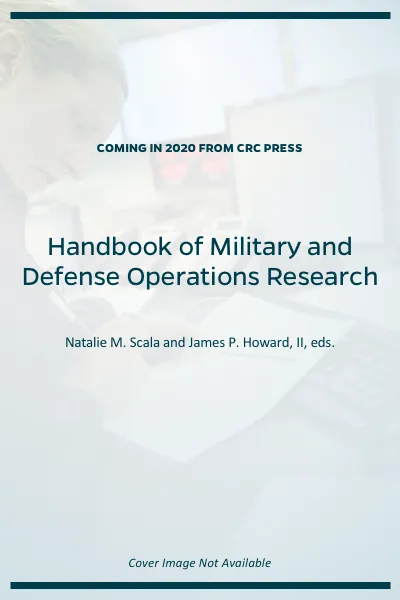 COMING IN 2020 FROM CRC PRESS
Handbook of Military and
Defense Operations Research
Natalie M. Scala and James P. Howard, II, eds.
Cover Image Not Available